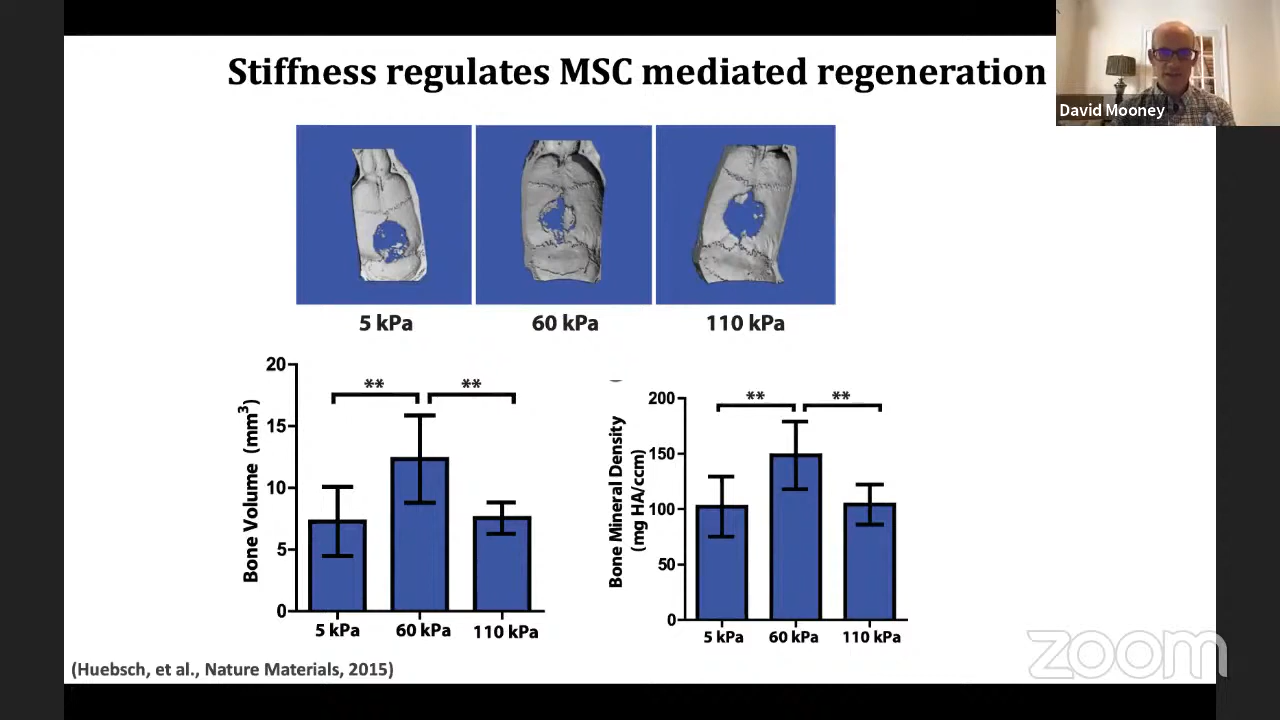 Stiffness regulates MSC mediated regeneration
David Mooney
5 kPa
60 kPa
110 kPa
Bone Volume (mm³)
20
15
10
5
0
**
**
5 kPa
60 kPa
110 kPa
Bone Mineral Density
(mg HA/ccm)
200
150
100
50
0
**
**
5 kPa
60 kPa
110 kPa
(Huebsch, et al., Nature Materials, 2015)
zoom